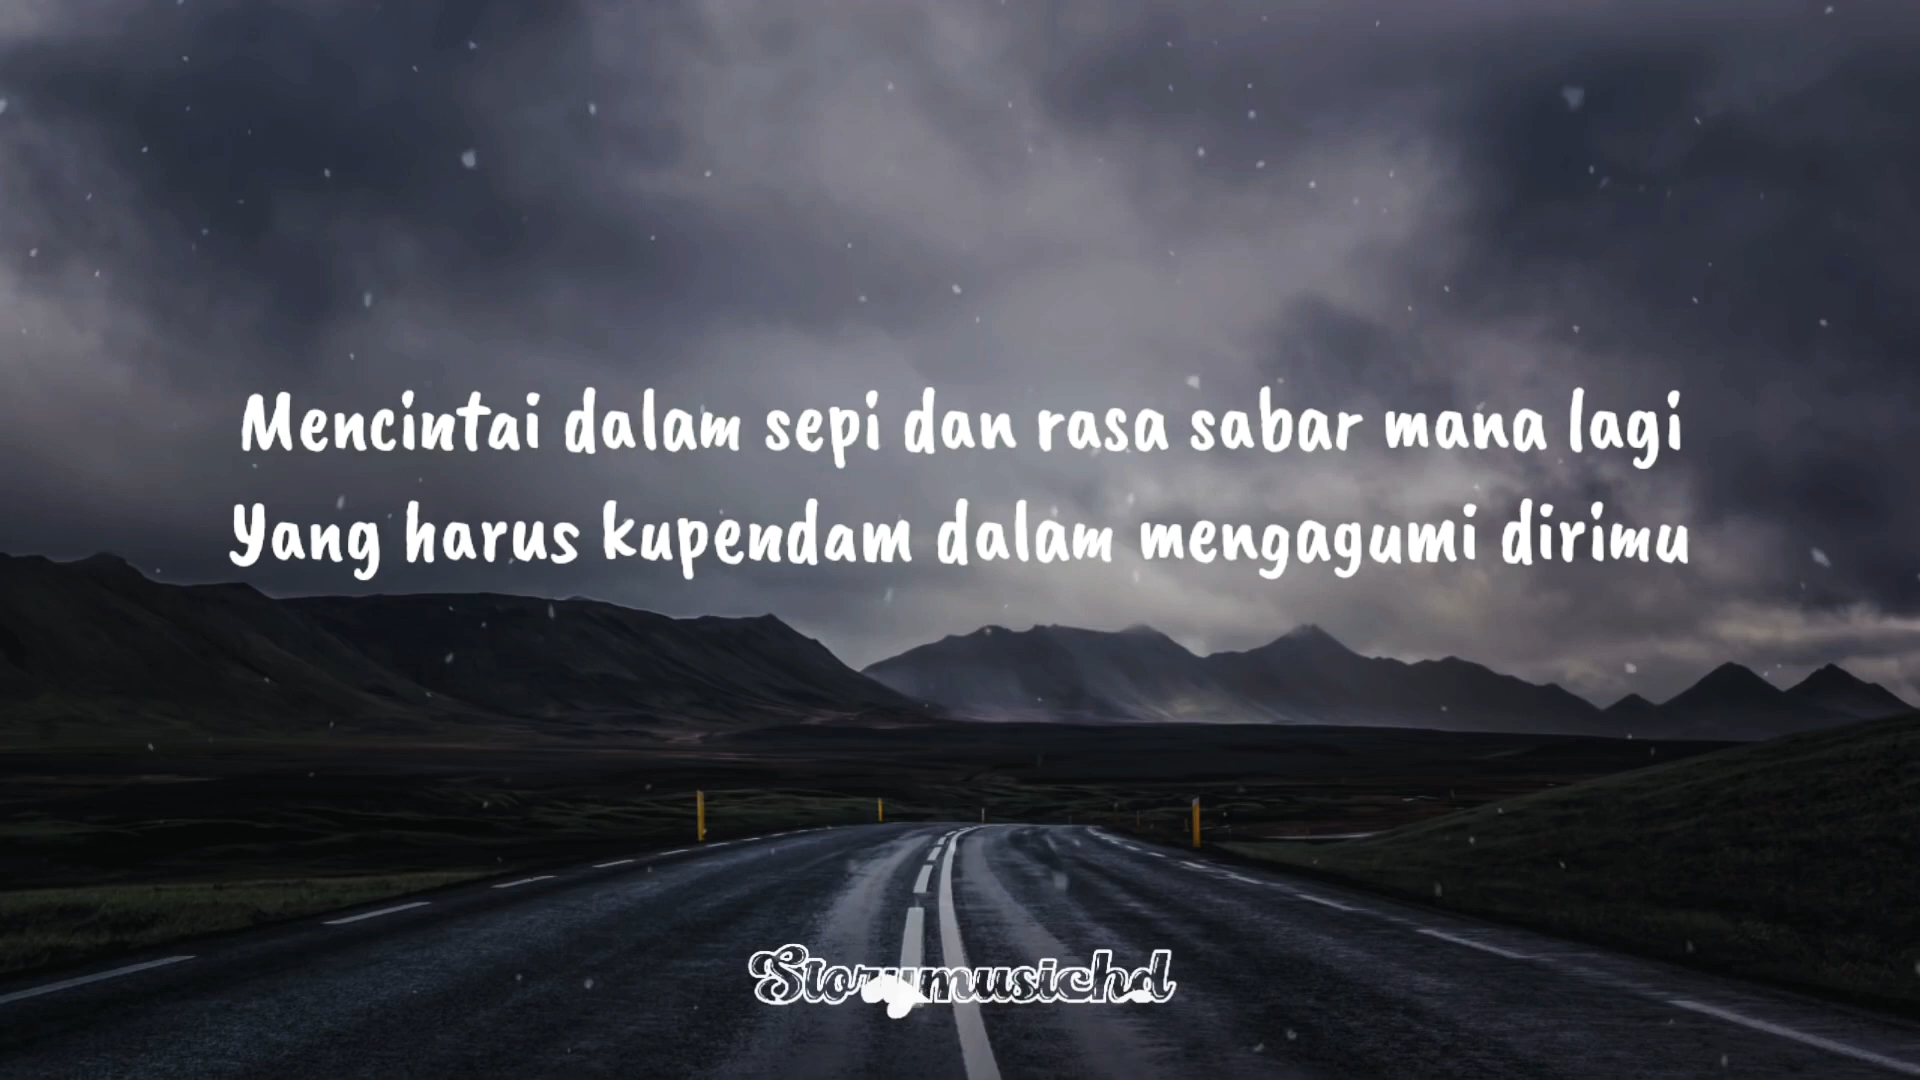 Mencintai dalam sepi dan rasa sabar mana lagi
Yang harus kupendam dalam mengagumi dirimu
Storymusichd